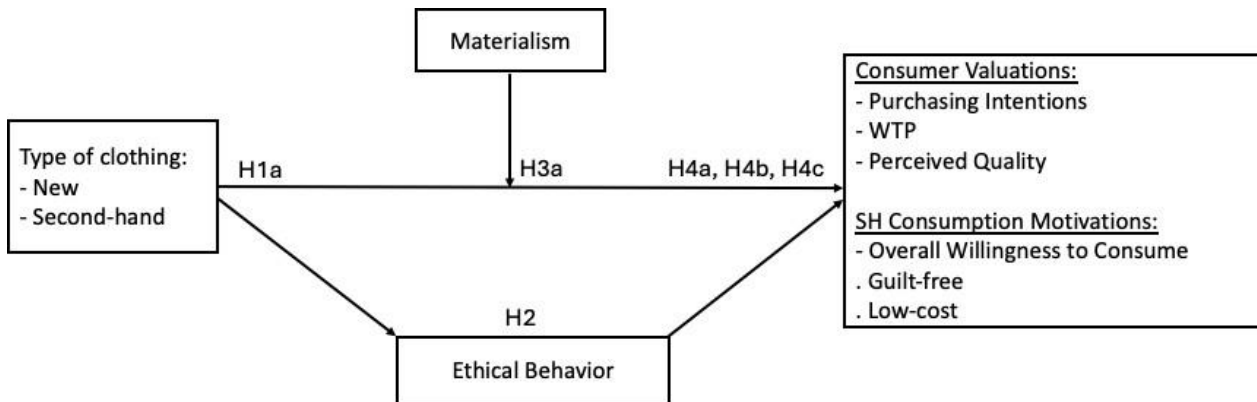 Materialism
Consumer Valuations:
- Purchasing Intentions
- WTP
- Perceived Quality
Type of clothing:
- New
- Second-hand
H1a
H3a
H4a, H4b, H4c
SH Consumption Motivations:
- Overall Willingness to Consume
. Guilt-free
. Low-cost
H2
Ethical Behavior